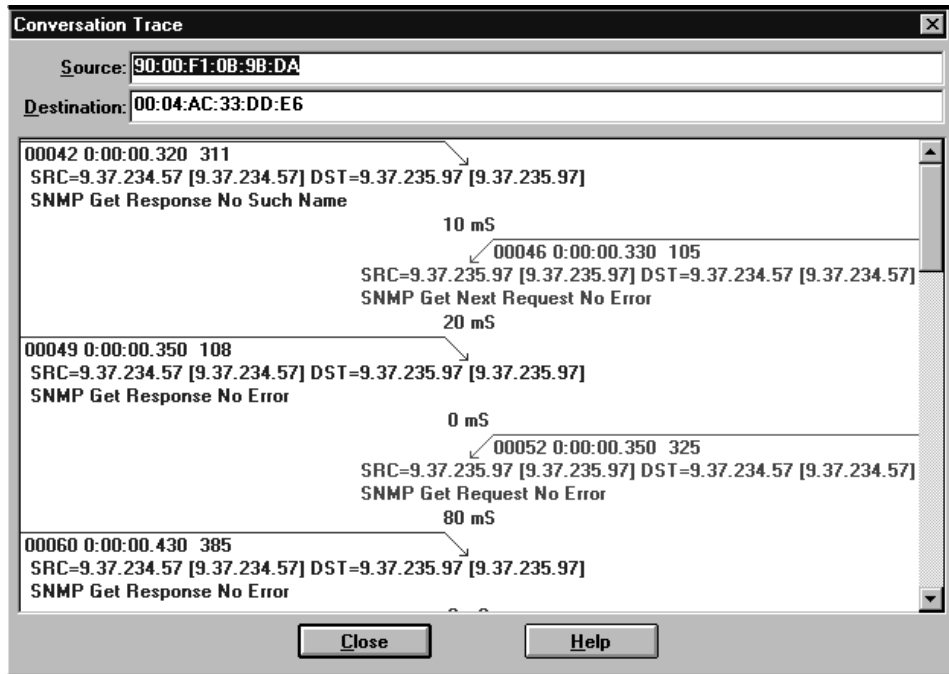 Conversation Trace
Source: 90:00:F1:0B:9B:DA
Destination: 00:04:AC:33:DD:E6
00042 0:00:00.320 311
SRC=9.37.234.57 [9.37.234.57] DST=9.37.235.97 [9.37.235.97]
SNMP Get Response No Such Name
10 mS
00046 0:00:00.330 105
SRC=9.37.235.97 [9.37.235.97] DST=9.37.234.57 [9.37.234.57]
SNMP Get Next Request No Error
20 mS
00049 0:00:00.350 108
SRC=9.37.234.57 [9.37.234.57] DST=9.37.235.97 [9.37.235.97]
SNMP Get Response No Error
0 mS
00052 0:00:00.350 325
SRC=9.37.235.97 [9.37.235.97] DST=9.37.234.57 [9.37.234.57]
SNMP Get Request No Error
80 mS
00060 0:00:00.430 385
SRC=9.37.234.57 [9.37.234.57] DST=9.37.235.97 [9.37.235.97]
SNMP Get Response No Error
Close Help